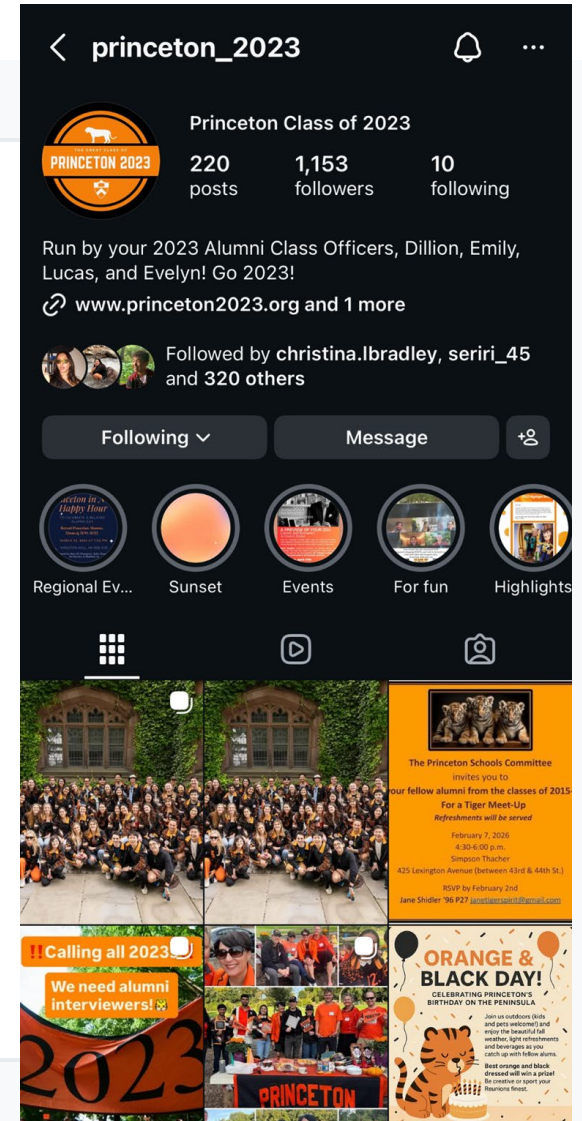 princeton_2023
THE GREAT CLASS OF
PRINCETON 2023
Princeton Class of 2023
220
posts
1,153
followers
10
following
Run by your 2023 Alumni Class Officers, Dillion, Emily,
Lucas, and Evelyn! Go 2023!
www.princeton2023.org and 1 more
Followed by christina.lbradley, seriri_45
and 320 others
Following
Message
Happy Hour
Regional Ev...
Sunset
Events
For fun
Highlights
The Princeton Schools Committee
invites you to
our fellow alumni from the classes of 2015-
For a Tiger Meet-Up
Refreshments will be served
February 7, 2026
4:30-6:00 p.m.
Simpson Thacher
425 Lexington Avenue (between 43rd & 44th St.)
RSVP by February 2nd
Jane Shidler '96 P27 janetigerspirit@gmail.com
‼️Calling all 2023
We need alumni
interviewers!
2023
PRINCETON
ORANGE &
BLACK DAY!
CELEBRATING PRINCETON'S
BIRTHDAY ON THE PENINSULA
Join us outdoors (kids
and pets welcome!) and
enjoy the beautiful fall
weather, light refreshments
and beverages as you
catch up with fellow alums.
Best orange and black
dressed will win a prize!
Be creative or sport your
Reunions finest.